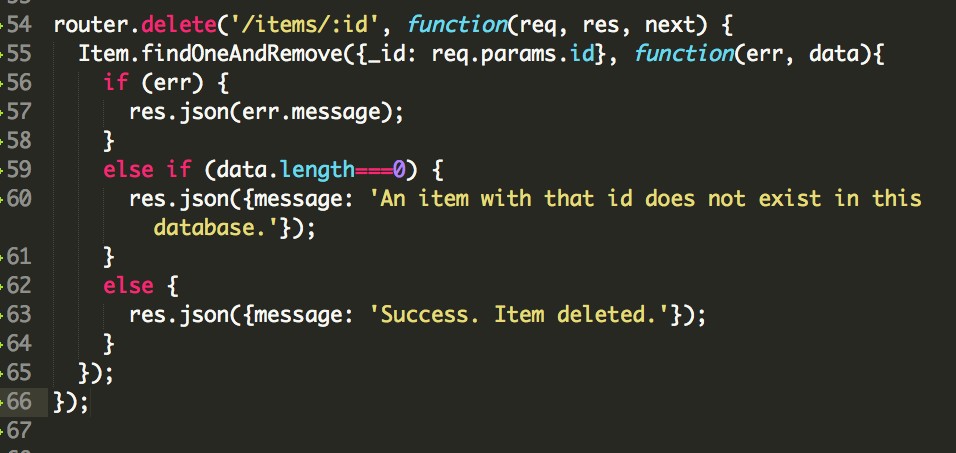 54 router.delete('/items/:id', function(req, res, next) {
55   Item.findOneAndRemove({_id: req.params.id}, function(err, data){
56     if (err) {
57       res.json(err.message);
58     }
59     else if (data.length===0) {
60       res.json({message: 'An item with that id does not exist in this
         database.'});
61     }
62     else {
63       res.json({message: 'Success. Item deleted.'});
64     }
65   });
66 });
67